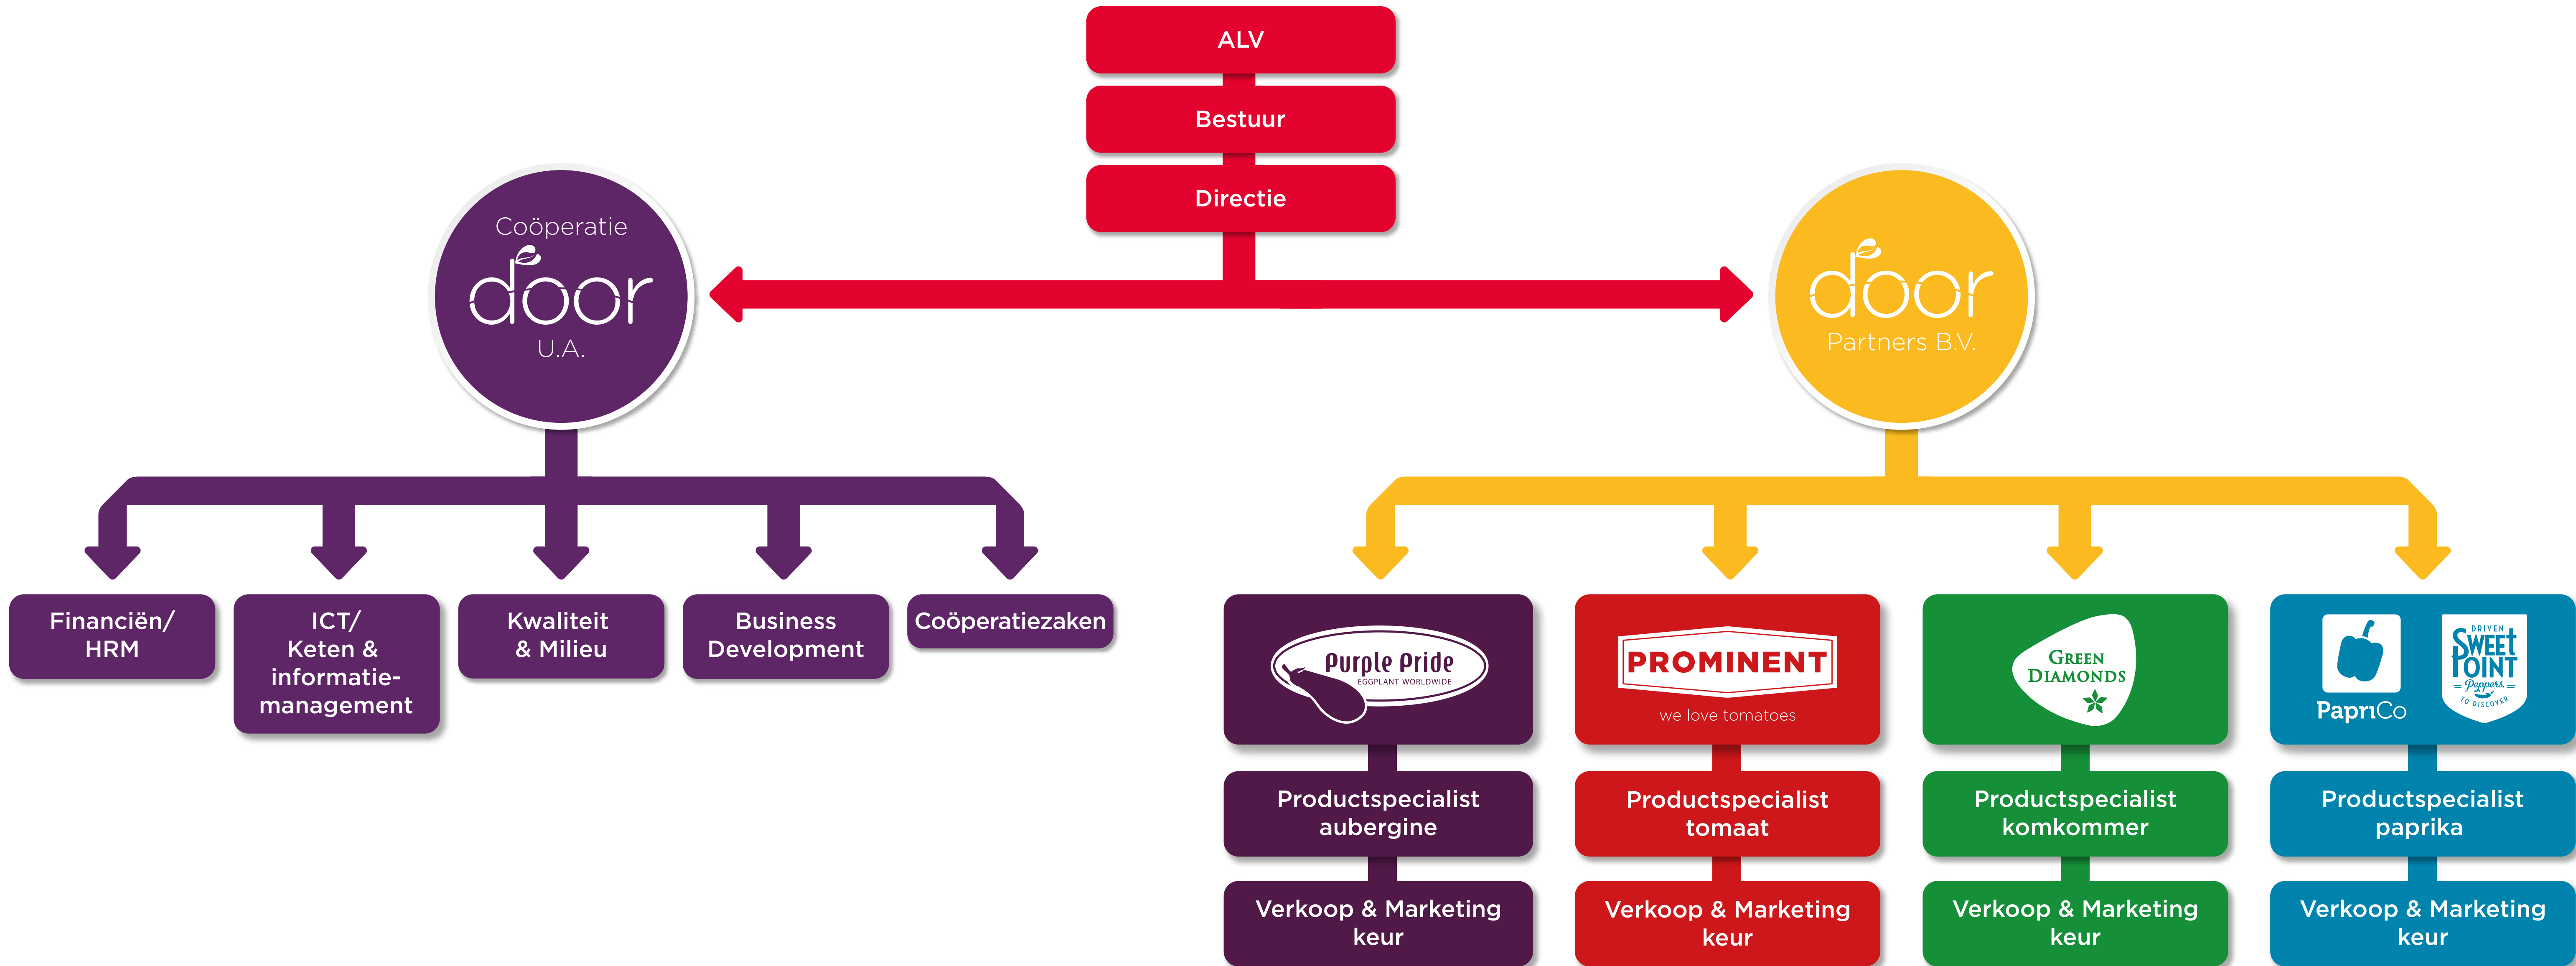 ALV
Bestuur
Directie
Coöperatie
door
U.A.
door
Partners B.V.
Financiën/
HRM
ICT/
Keten &
informatie-
management
Kwaliteit
& Milieu
Business
Development
Coöperatiezaken
Purple Pride
EGGPLANT WORLDWIDE
Productspecialist
aubergine
Verkoop & Marketing
keur
PROMINENT
we love tomatoes
Productspecialist
tomaat
Verkoop & Marketing
keur
GREEN
DIAMONDS
Productspecialist
komkommer
Verkoop & Marketing
keur
PaprıCo
DRIVEN
SWEET
POINT
Peppers
TO DISCOVER
Productspecialist
paprika
Verkoop & Marketing
keur